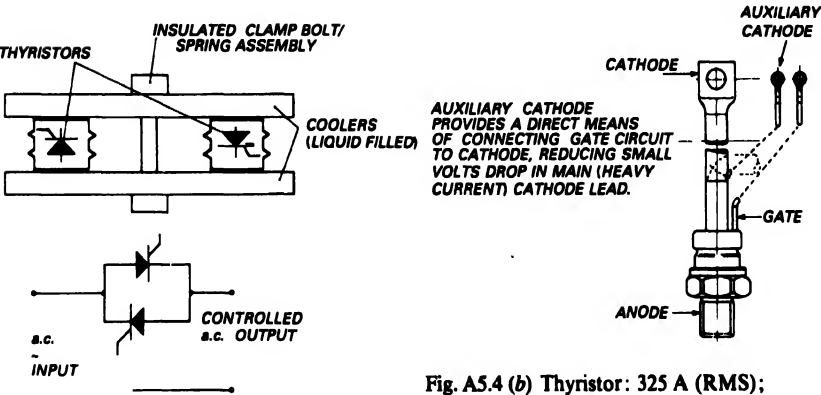 INSULATED CLAMP BOLT/
SPRING ASSEMBLY
THYRISTORS
COOLERS
(LIQUID FILLED)
a.c.
~
INPUT
CONTROLLED
a.c. OUTPUT
AUXILIARY
CATHODE
CATHODE
AUXILIARY CATHODE
PROVIDES A DIRECT MEANS
OF CONNECTING GATE CIRCUIT
TO CATHODE, REDUCING SMALL
VOLTS DROP IN MAIN (HEAVY
CURRENT) CATHODE LEAD.
GATE
ANODE
Fig. A5.4 (b) Thyristor: 325 A (RMS);